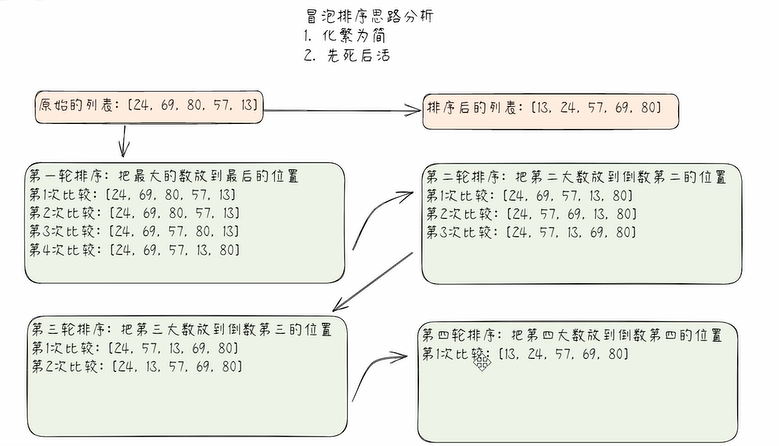 冒泡排序思路分析
1. 化繁为简
2. 先死后活
原始的列表: [24, 69, 80, 57, 13]
排序后的列表: [13, 24, 57, 69, 80]
第一轮排序: 把最大的数放到最后的位置
第1次比较: [24, 69, 80, 57, 13]
第2次比较: [24, 69, 80, 57, 13]
第3次比较: [24, 69, 57, 80, 13]
第4次比较: [24, 69, 57, 13, 80]
第二轮排序: 把第二大数放到倒数第二的位置
第1次比较: [24, 69, 57, 13, 80]
第2次比较: [24, 57, 69, 13, 80]
第3次比较: [24, 57, 13, 69, 80]
第三轮排序: 把第三大数放到倒数第三的位置
第1次比较: [24, 57, 13, 69, 80]
第2次比较: [24, 13, 57, 69, 80]
第四轮排序: 把第四大数放到倒数第四的位置
第1次比较: [13, 24, 57, 69, 80]